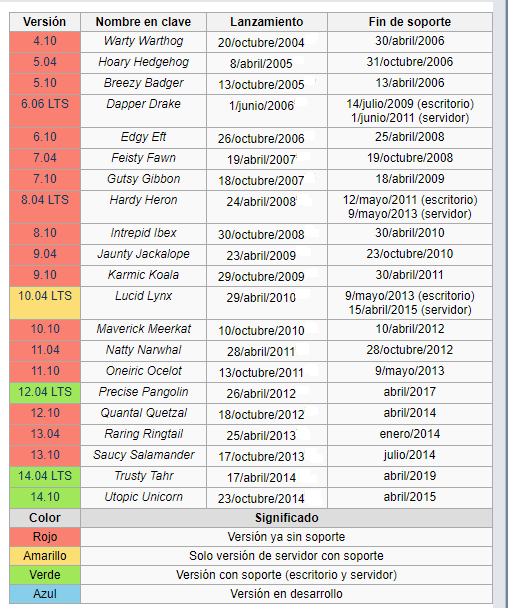 Versión Nombre en clave Lanzamiento Fin de soporte
4.10 Warty Warthog 20/octubre/2004 30/abril/2006
5.04 Hoary Hedgehog 8/abril/2005 31/octubre/2006
5.10 Breezy Badger 13/octubre/2005 13/abril/2006
6.06 LTS Dapper Drake 1/junio/2006 14/julio/2009 (escritorio)
1/junio/2011 (servidor)
6.10 Edgy Eft 26/octubre/2006 25/abril/2008
7.04 Feisty Fawn 19/abril/2007 19/octubre/2008
7.10 Gutsy Gibbon 18/octubre/2007 18/abril/2009
8.04 LTS Hardy Heron 24/abril/2008 12/mayo/2011 (escritorio)
9/mayo/2013 (servidor)
8.10 Intrepid Ibex 30/octubre/2008 30/abril/2010
9.04 Jaunty Jackalope 23/abril/2009 23/octubre/2010
9.10 Karmic Koala 29/octubre/2009 30/abril/2011
10.04 LTS Lucid Lynx 29/abril/2010 9/mayo/2013 (escritorio)
15/abril/2015 (servidor)
10.10 Maverick Meerkat 10/octubre/2010 10/abril/2012
11.04 Natty Narwhal 28/abril/2011 28/octubre/2012
11.10 Oneiric Ocelot 13/octubre/2011 9/mayo/2013
12.04 LTS Precise Pangolin 26/abril/2012 abril/2017
12.10 Quantal Quetzal 18/octubre/2012 abril/2014
13.04 Raring Ringtail 25/abril/2013 enero/2014
13.10 Saucy Salamander 17/octubre/2013 julio/2014
14.04 LTS Trusty Tahr 17/abril/2014 abril/2019
14.10 Utopic Unicorn 23/octubre/2014 abril/2015
Color Significado
Rojo Versión ya sin soporte
Amarillo Solo versión de servidor con soporte
Verde Versión con soporte (escritorio y servidor)
Azul Versión en desarrollo